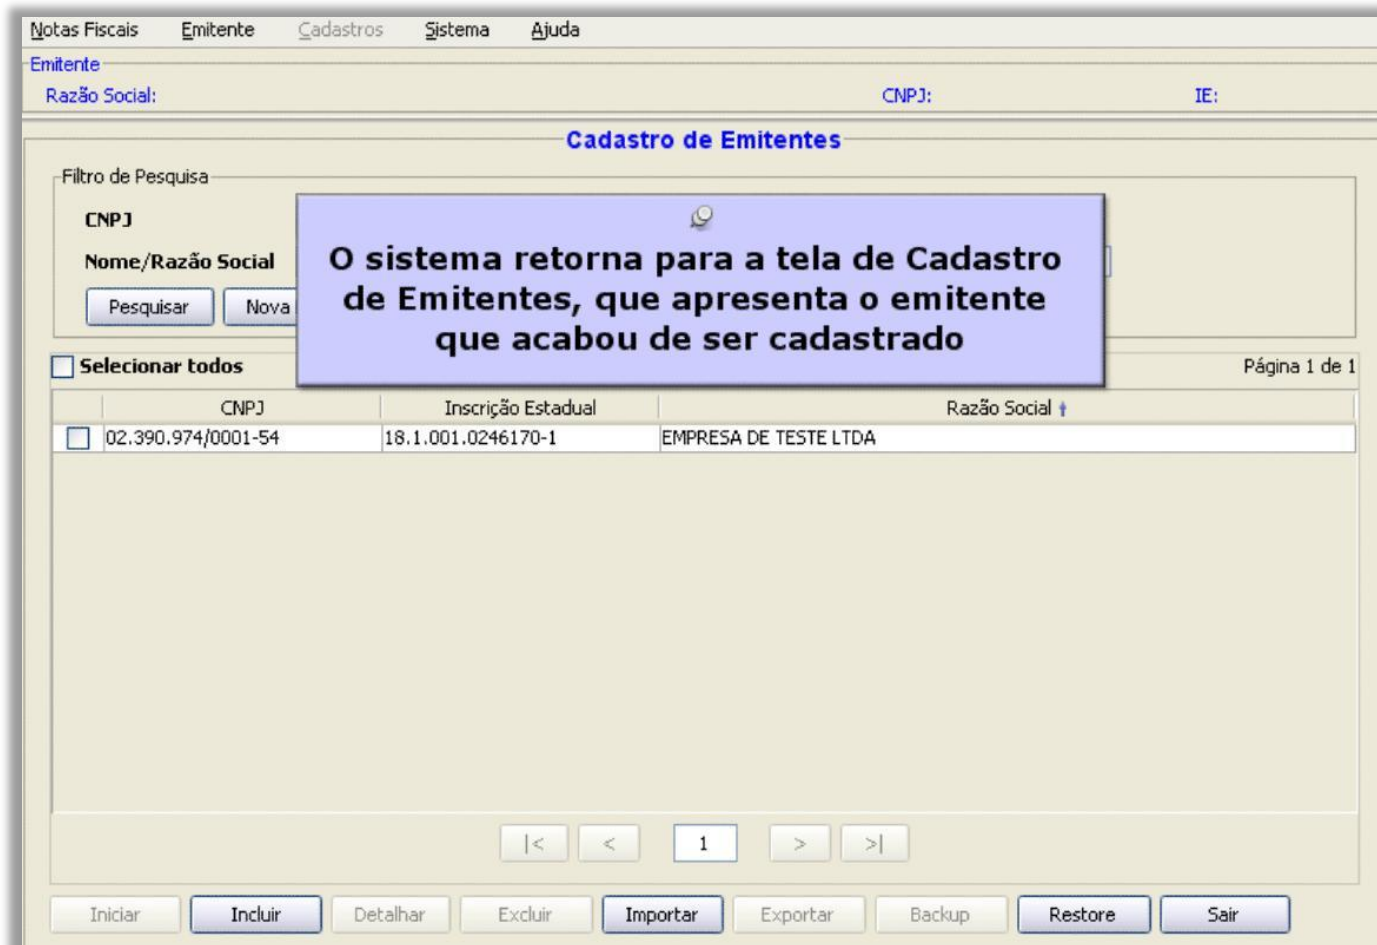 Notas Fiscais Emitente Cadastros Sistema Ajuda
Emitente
Razão Social: CNPJ: IE:
Cadastro de Emitentes
Filtro de Pesquisa
CNPJ
Nome/Razão Social
Pesquisar Nova
O sistema retorna para a tela de Cadastro
de Emitentes, que apresenta o emitente
que acabou de ser cadastrado
Selecionar todos Página 1 de 1
CNPJ Inscrição Estadual Razão Social
02.390.974/0001-54 18.1.001.0246170-1 EMPRESA DE TESTE LTDA
|< < 1 > >|
Iniciar Incluir Detalhar Excluir Importar Exportar Backup Restore Sair